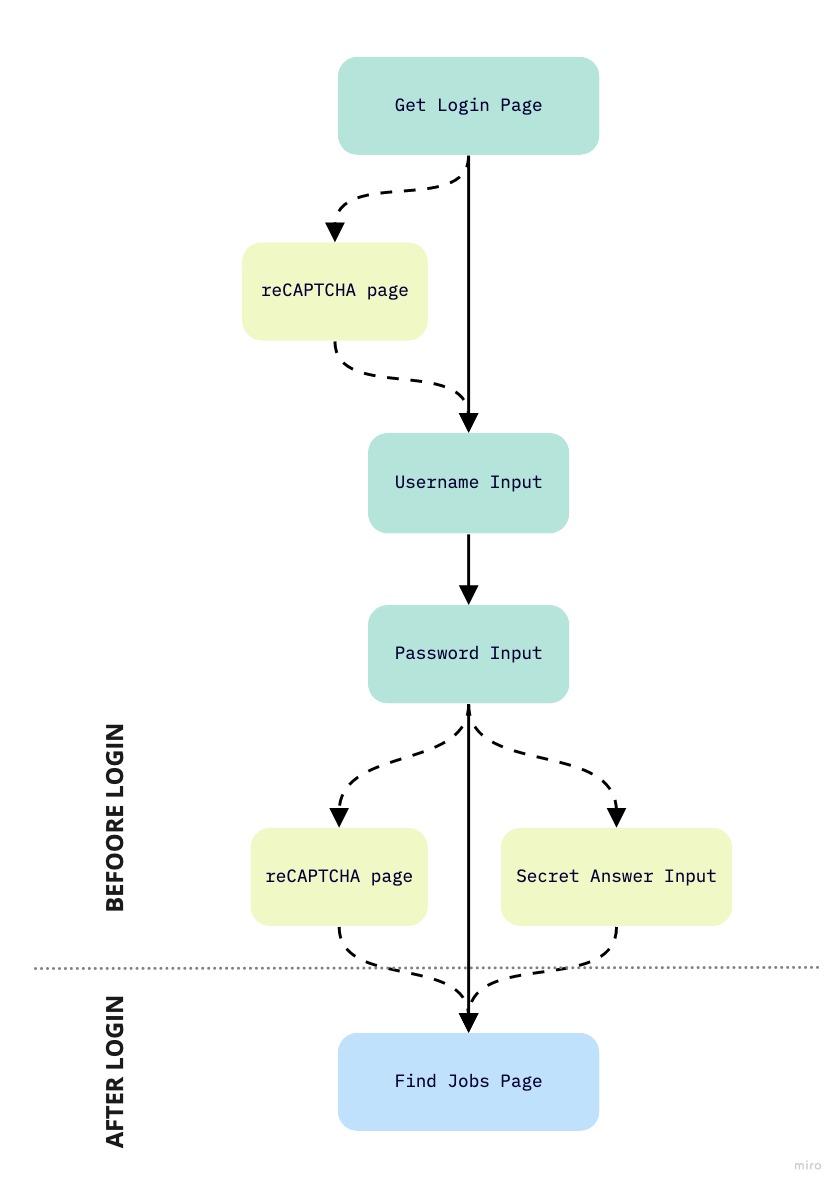 Get Login Page
reCAPTCHA page
Username Input
Password Input
BEFOORE LOGIN
reCAPTCHA page
Secret Answer Input
AFTER LOGIN
Find Jobs Page
miro